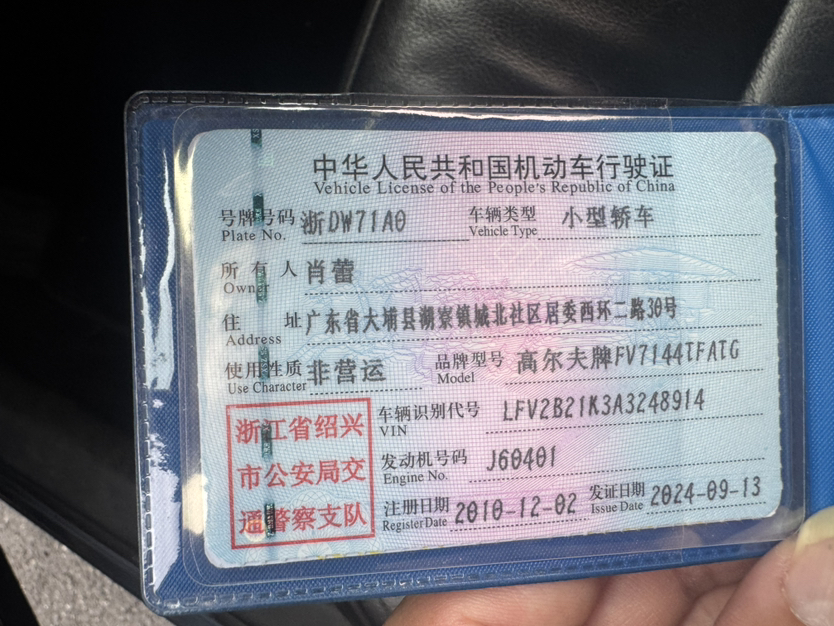 中华人民共和国机动车行驶证
Vehicle License of the People's Republic of China
号牌号码 浙DW71A0 车辆类型 小型轿车
Plate No. Vehicle Type
所有人 肖蕾
Owner
住址 广东省大埔县湖寮镇城北社区居委西环二路30号
Address
使用性质 非营运 品牌型号 高尔夫牌FV7144TFATG
Use Character Model
浙江省绍兴
市公安局交
通警察支队
车辆识别代号 LFV2B21K3A3248914
VIN
发动机号码 J60401
Engine No.
注册日期 2010-12-02 发证日期 2024-09-13
Register Date Issue Date